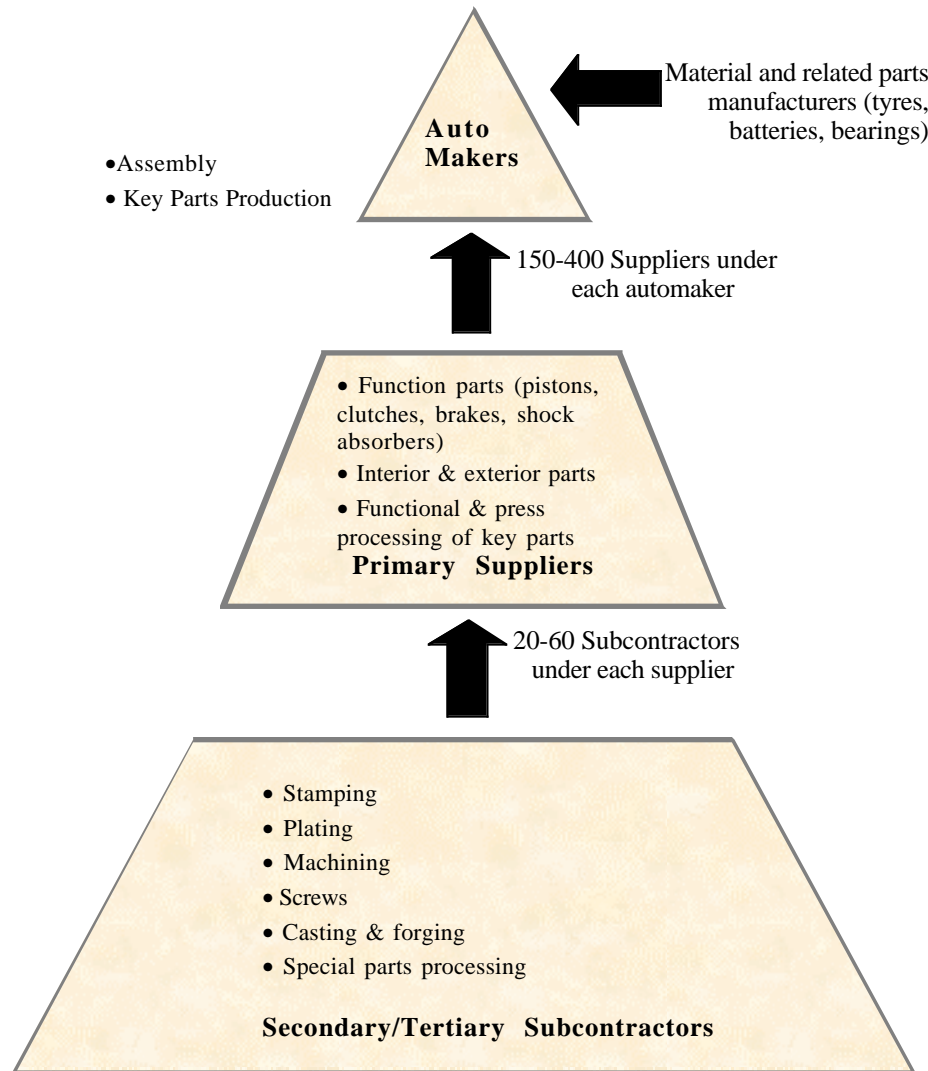 Auto
Makers
Material and related parts
manufacturers (tyres,
batteries, bearings)
•Assembly
• Key Parts Production
150-400 Suppliers under
each automaker
• Function parts (pistons,
clutches, brakes, shock
absorbers)
• Interior & exterior parts
• Functional & press
processing of key parts
Primary Suppliers
20-60 Subcontractors
under each supplier
• Stamping
• Plating
• Machining
• Screws
• Casting & forging
• Special parts processing
Secondary/Tertiary Subcontractors